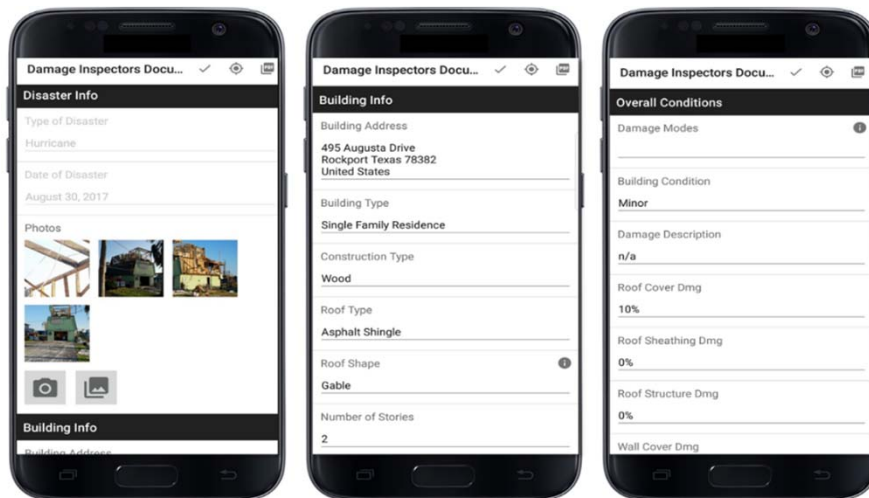 Damage Inspectors Docu...
Disaster Info
Type of Disaster
Hurricane
Date of Disaster
August 30, 2017
Photos
Building Info
Building Address
Damage Inspectors Docu...
Building Info
Building Address
495 Augusta Drive
Rockport Texas 78382
United States
Building Type
Single Family Residence
Construction Type
Wood
Roof Type
Asphalt Shingle
Roof Shape
Gable
Number of Stories
2
Damage Inspectors Docu...
Overall Conditions
Damage Modes
Building Condition
Minor
Damage Description
n/a
Roof Cover Dmg
10%
Roof Sheathing Dmg
0%
Roof Structure Dmg
0%
Wall Cover Dmg